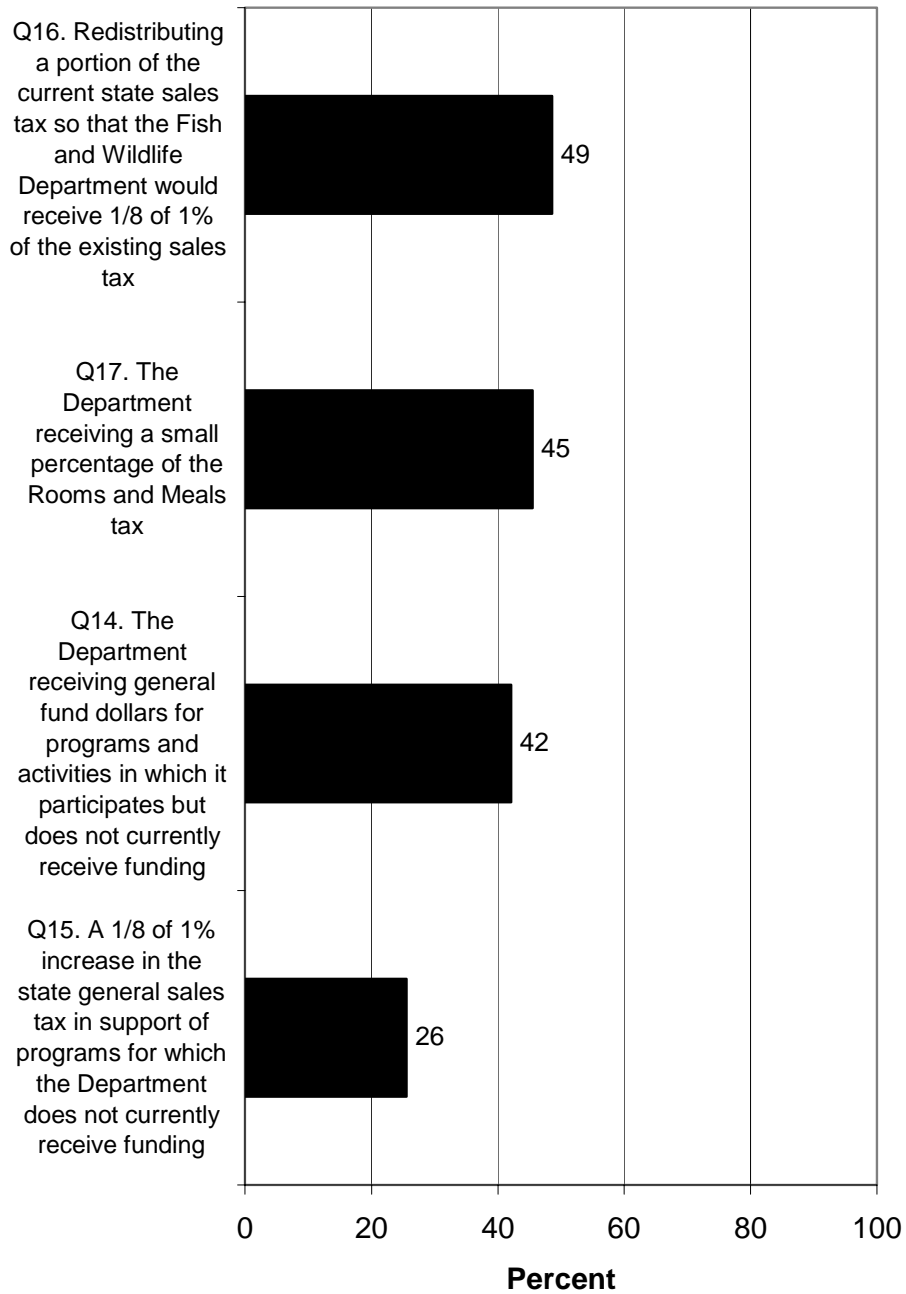 Q16. Redistributing
a portion of the
current state sales
tax so that the Fish
and Wildlife
Department would
receive 1/8 of 1%
of the existing sales
tax
49
Q17. The
Department
receiving a small
percentage of the
Rooms and Meals
tax
45
Q14. The
Department
receiving general
fund dollars for
programs and
activities in which it
participates but
does not currently
receive funding
42
Q15. A 1/8 of 1%
increase in the
state general sales
tax in support of
programs for which
the Department
does not currently
receive funding
26
0 20 40 60 80 100
Percent